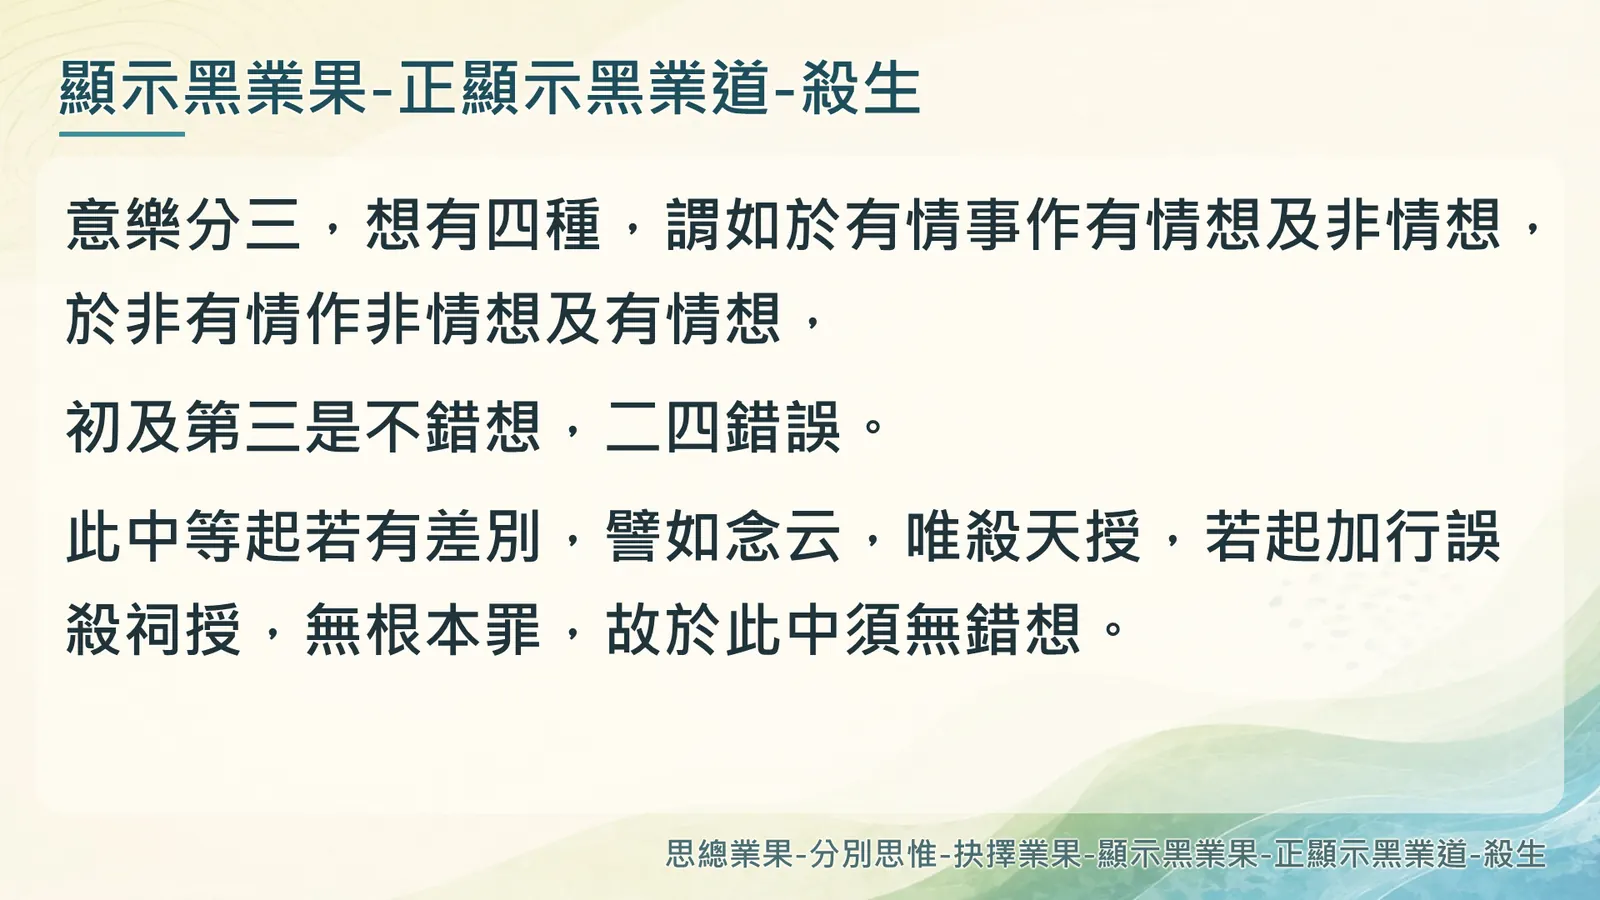 顯示黑業果-正顯示黑業道-殺生
意樂分三，想有四種，謂如於有情事作有情想及非情想，
於非有情作非情想及有情想，
初及第三是不錯想，二四錯誤。
此中等起若有差別，譬如念云，唯殺天授，若起加行誤
殺祠授，無根本罪，故於此中須無錯想。
思總業果-分別思惟-抉擇業果-顯示黑業果-正顯示黑業道-殺生